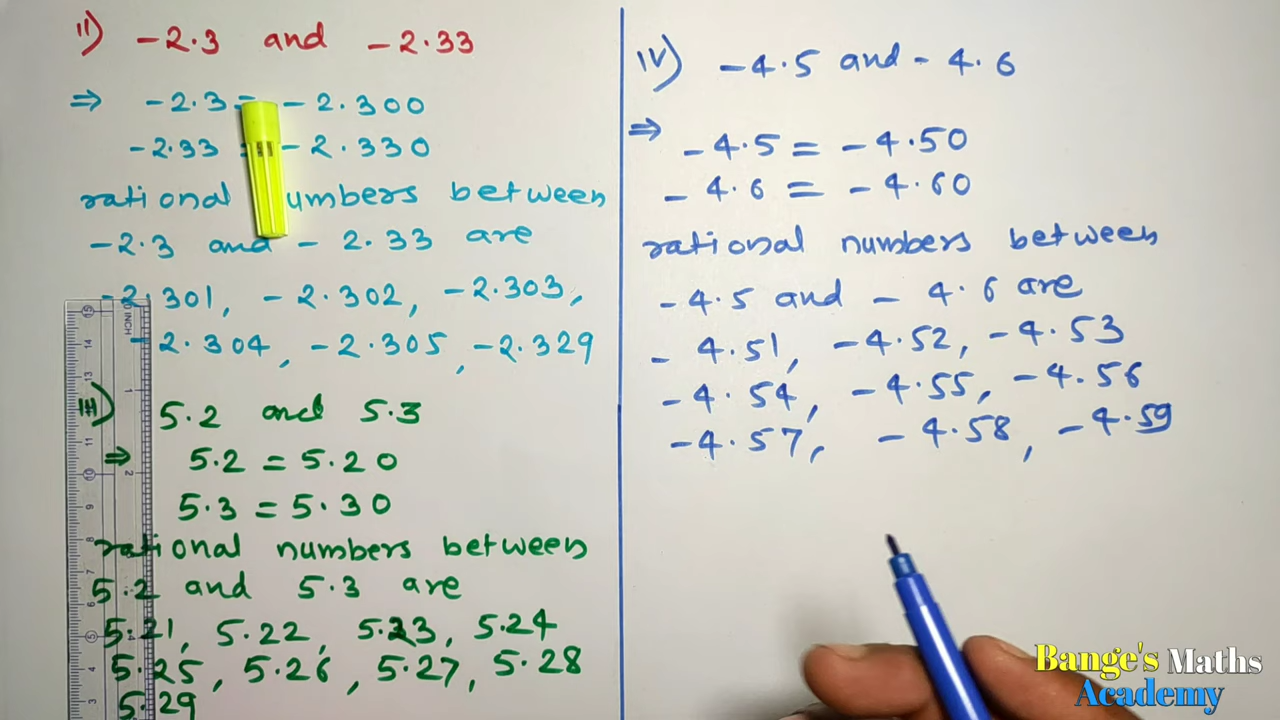 II) -2.3 and -2.33
⇒ -2.3 = -2.300
-2.33 = -2.330
rational numbers between
-2.3 and -2.33 are
-2.301, -2.302, -2.303,
-2.304, -2.305, -2.329
III) 5.2 and 5.3
⇒ 5.2 = 5.20
5.3 = 5.30
rational numbers between
5.2 and 5.3 are
5.21, 5.22, 5.23, 5.24
5.25, 5.26, 5.27, 5.28
5.29
IV) -4.5 and -4.6
⇒ -4.5 = -4.50
-4.6 = -4.60
rational numbers between
-4.5 and -4.6 are
-4.51, -4.52, -4.53
-4.54, -4.55, -4.56
-4.57, -4.58, -4.59
Bange's Maths
Academy